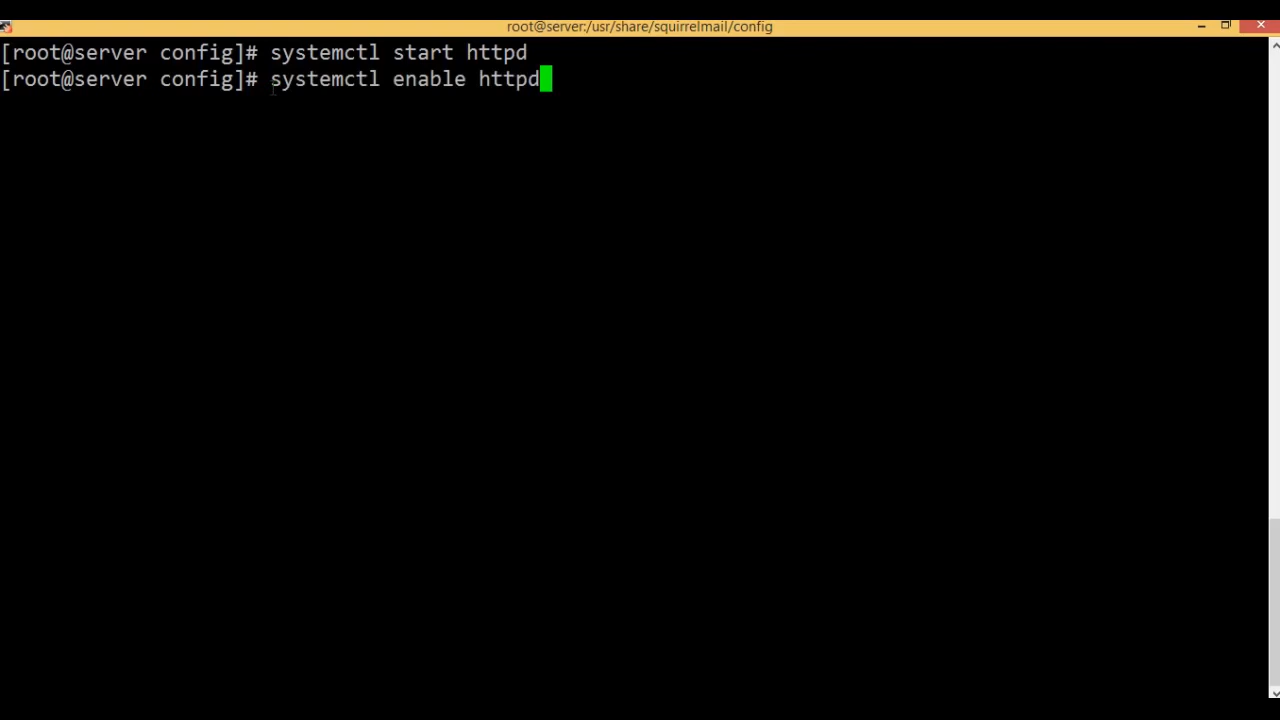 root@server:/usr/share/squirrelmail/config
[root@server config]# systemctl start httpd
[root@server config]# systemctl enable httpd